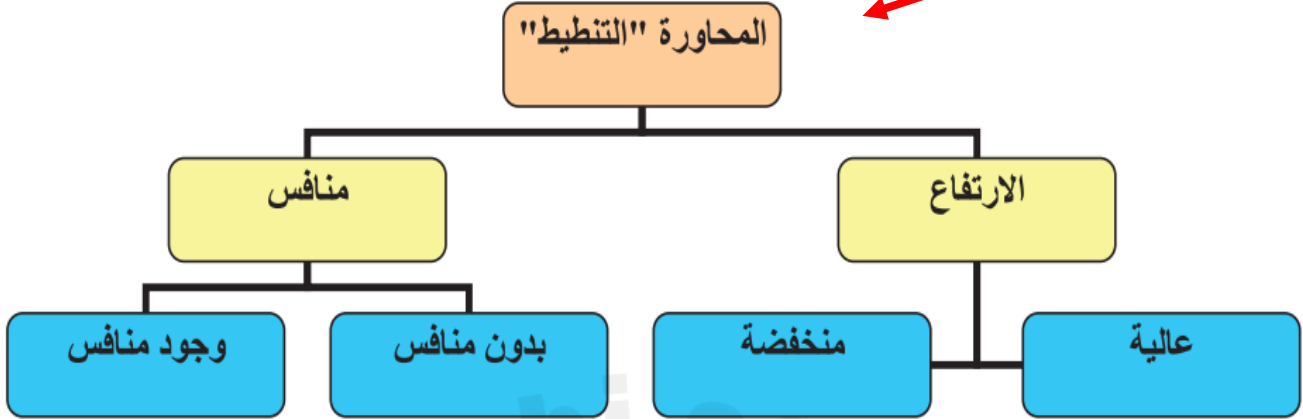 المحاورة "التنطيط"
الارتفاع
منافس
عالية
منخفضة
بدون منافس
وجود منافس